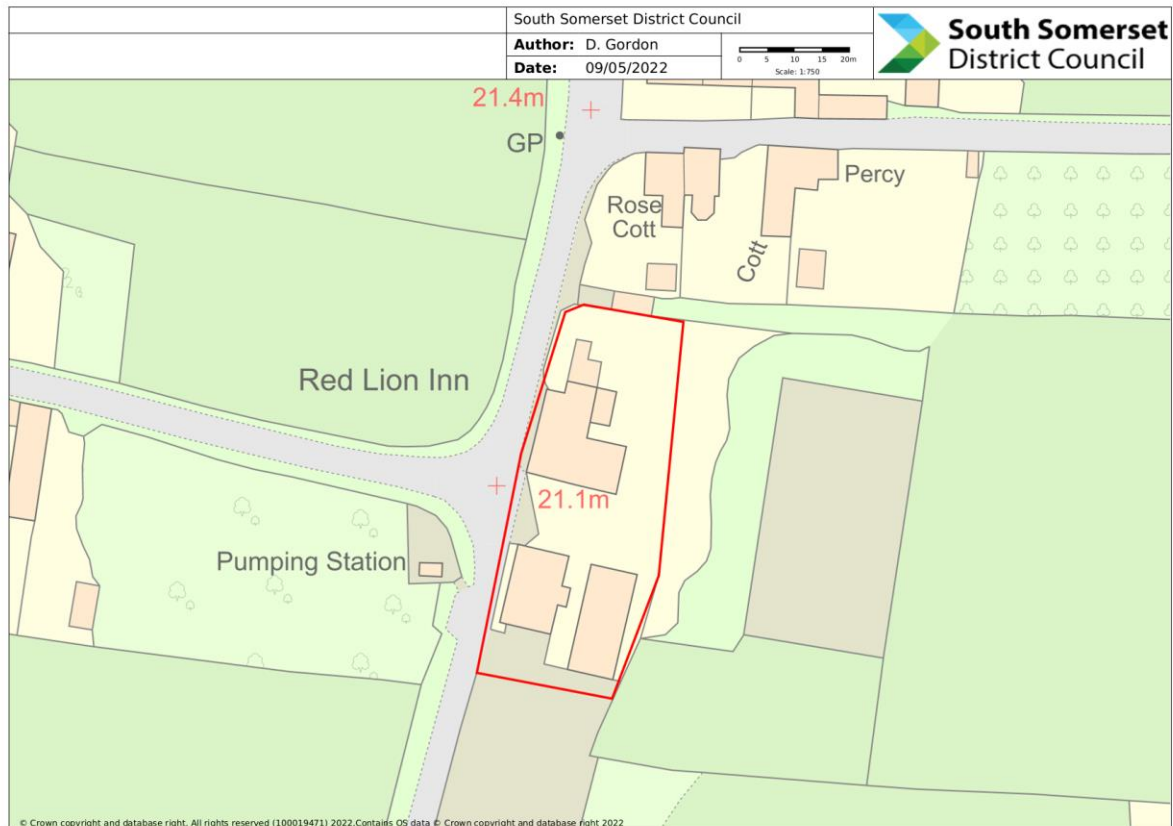 South Somerset District Council
Author: D. Gordon
Date: 09/05/2022
0 5 10 15 20m
Scale: 1:750
South Somerset
District Council
21.4m
GP
Percy
Rose
Cott
Cott
Red Lion Inn
21.1m
Pumping Station
© Crown copyright and database right. All rights reserved (100019471) 2022.Contains OS data © Crown copyright and database right 2022